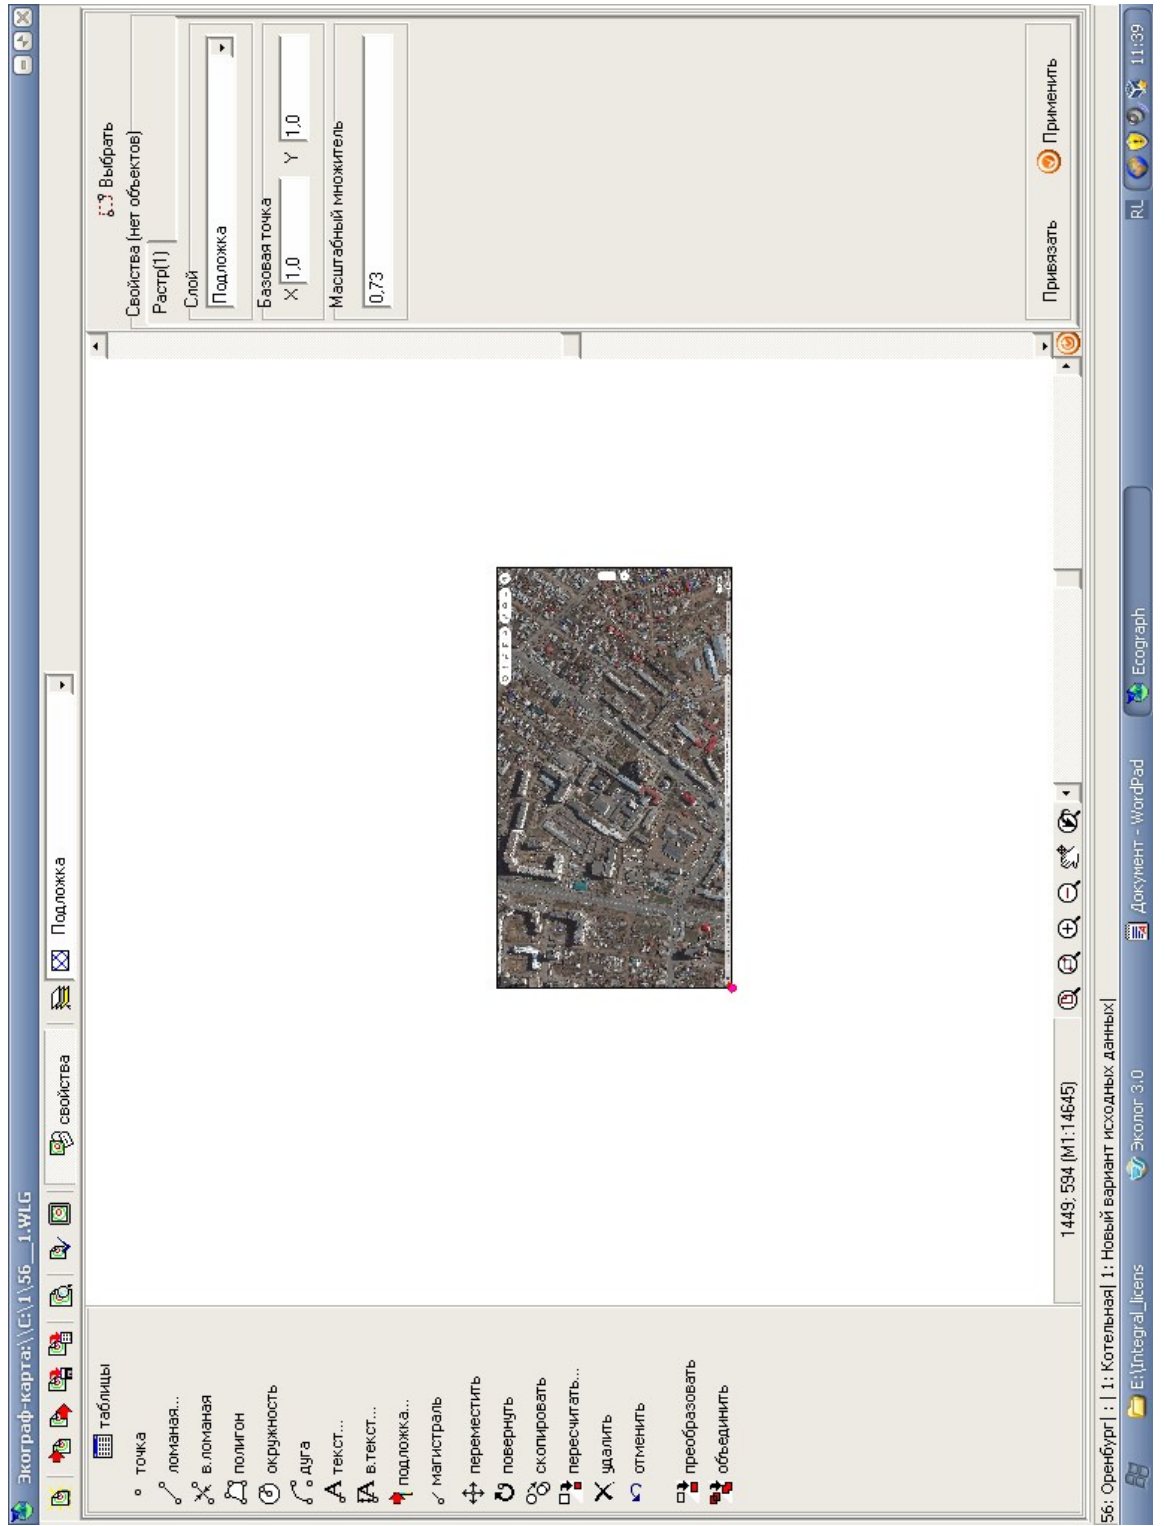 Экограф-карта:\\C:\1\56__1.WLG
свойства
Подложка
таблицы
точка
ломаная...
в.ломаная
полигон
окружность
дуга
текст...
в.текст...
подложка...
магистраль
переместить
повернуть
скопировать
пересчитать...
удалить
отменить
преобразовать
объединить
Выбрать
Свойства (нет объектов)
Растр(1)
Слой
Подложка
Базовая точка
X 1,0 Y 1,0
Масштабный множитель
0,73
Привязать Применить
1449; 594 (M1:14645)
56: Оренбург| : | 1: Котельная| 1: Новый вариант исходных данных|
E:\Integral_licens Эколог 3.0 Документ - WordPad Ecograph RL 11:39